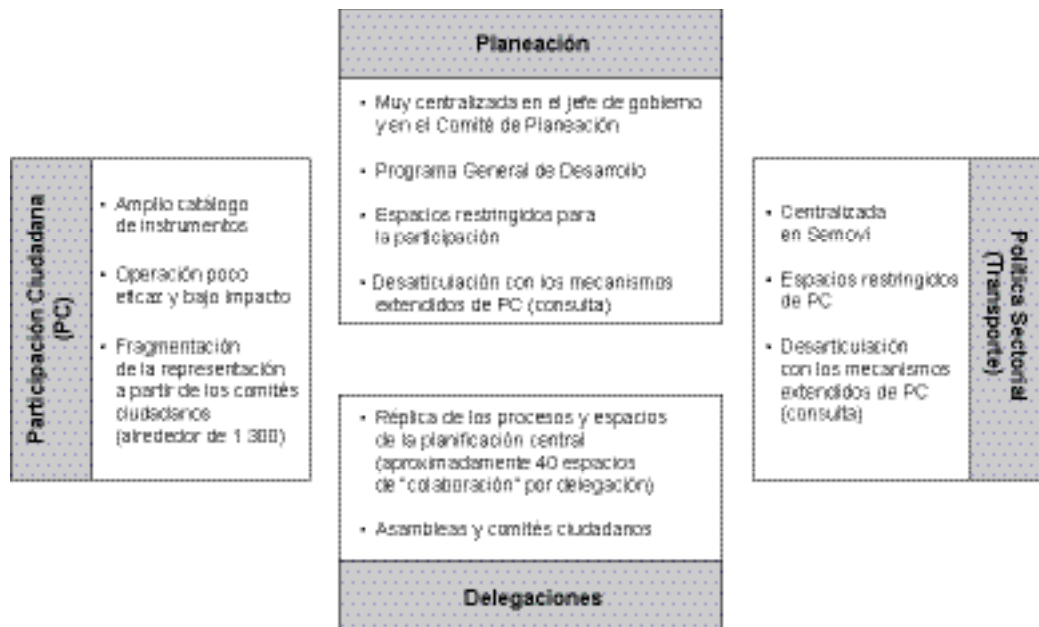 Planeación
• Muy centralizada en el jefe de gobierno
y en el Comité de Planeación
• Programa General de Desarrollo
• Espacios restringidos para
la participación
• Desarticulación con los mecanismos
extendidos de PC (consulta)
Participación Ciudadana
(PC)
• Amplio catálogo
de instrumentos
• Operación poco
eficaz y bajo impacto
• Fragmentación
de la representación
a partir de los comités
ciudadanos
(alrededor de 1 300)
• Centralizada
en Semovi
• Espacios restringidos
de PC
• Desarticulación
con los mecanismos
extendidos de PC
(consulta)
Política Sectorial
(Transporte)
• Réplica de los procesos y espacios
de la planificación central
(aproximadamente 40 espacios
de "colaboración" por delegación)
• Asambleas y comités ciudadanos
Delegaciones